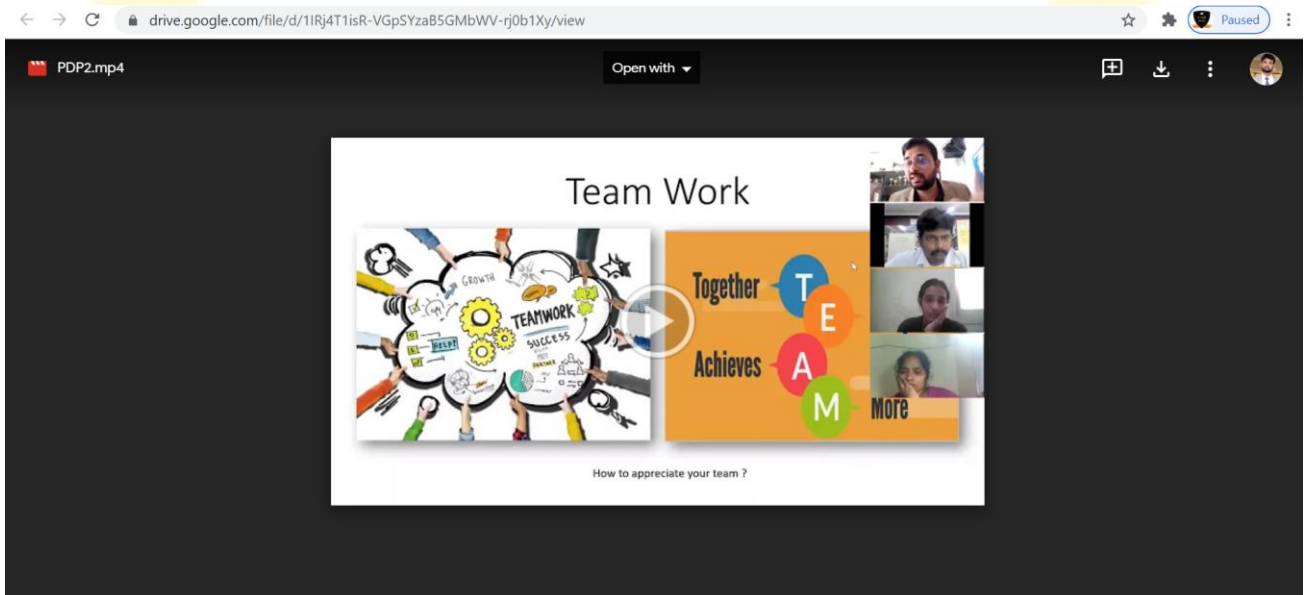 drive.google.com/file/d/1IRj4T1isR-VGpSYzaB5GMbWV-rj0b1Xy/view
Paused
PDP2.mp4
Open with
Team Work
GROWTH
TEAMWORK
SUCCESS
HELP!
PARTNER
Together
T
E
Achieves
A
M
More
How to appreciate your team ?